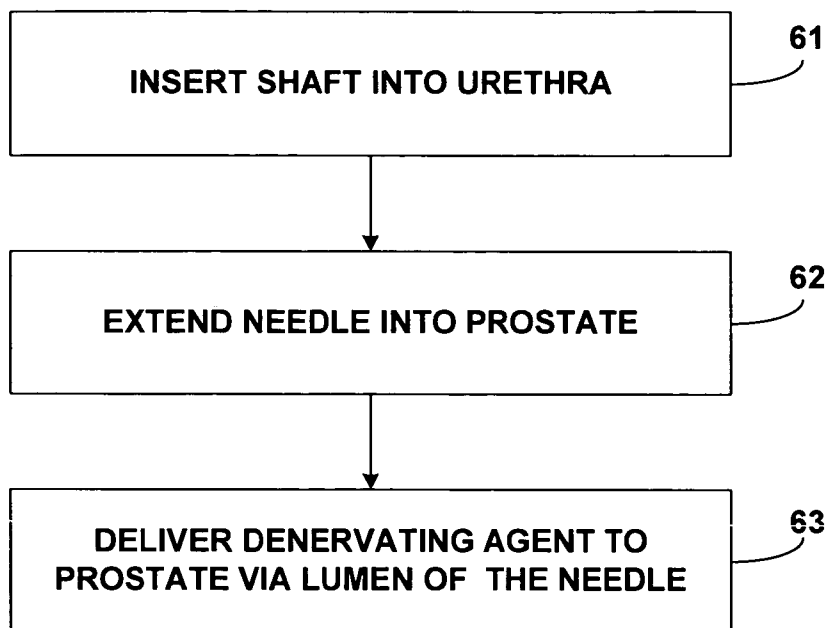 61
INSERT SHAFT INTO URETHRA
62
EXTEND NEEDLE INTO PROSTATE
63
DELIVER DENERVATING AGENT TO
PROSTATE VIA LUMEN OF THE NEEDLE